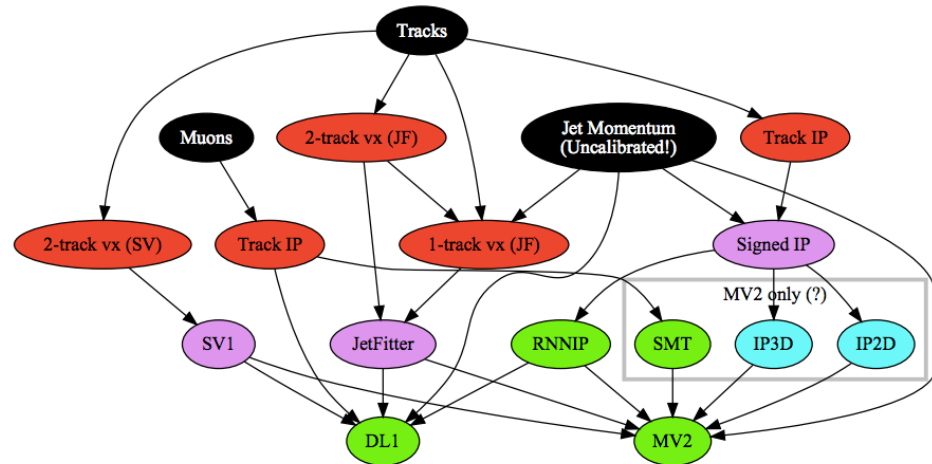 Tracks
Muons
2-track vx (JF)
Jet Momentum
(Uncalibrated!)
Track IP
2-track vx (SV)
Track IP
1-track vx (JF)
Signed IP
MV2 only (?)
SV1
JetFitter
RNNIP
SMT
IP3D
IP2D
DL1
MV2